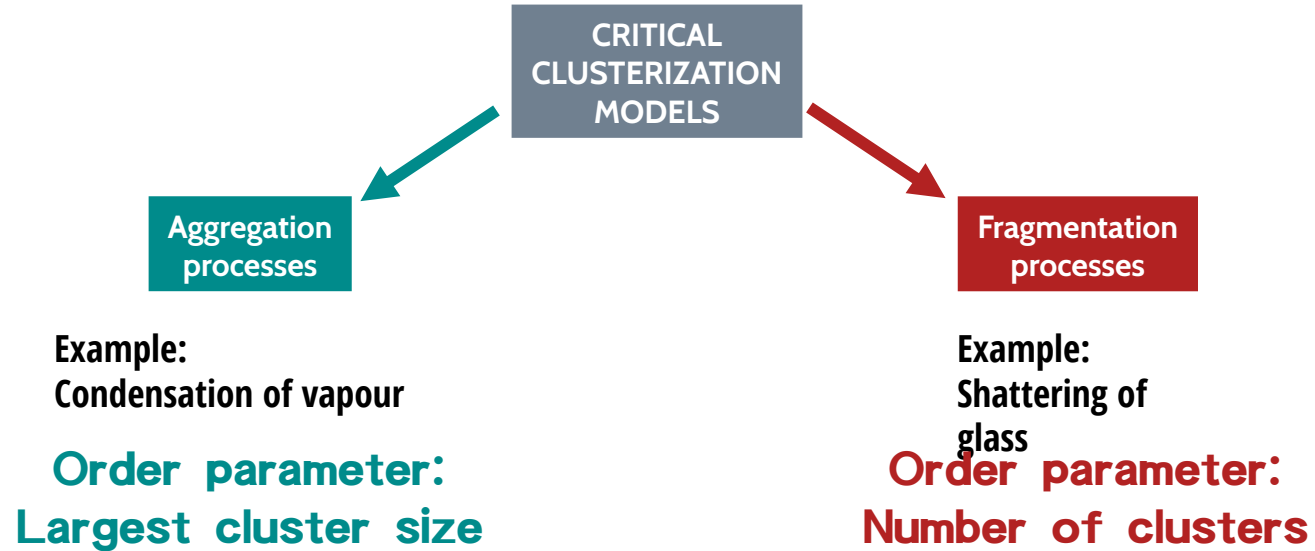 CRITICAL
CLUSTERIZATION
MODELS
Aggregation
processes
Fragmentation
processes
Example:
Condensation of vapour
Example:
Shattering of
glass
Order parameter:
Largest cluster size
Order parameter:
Number of clusters